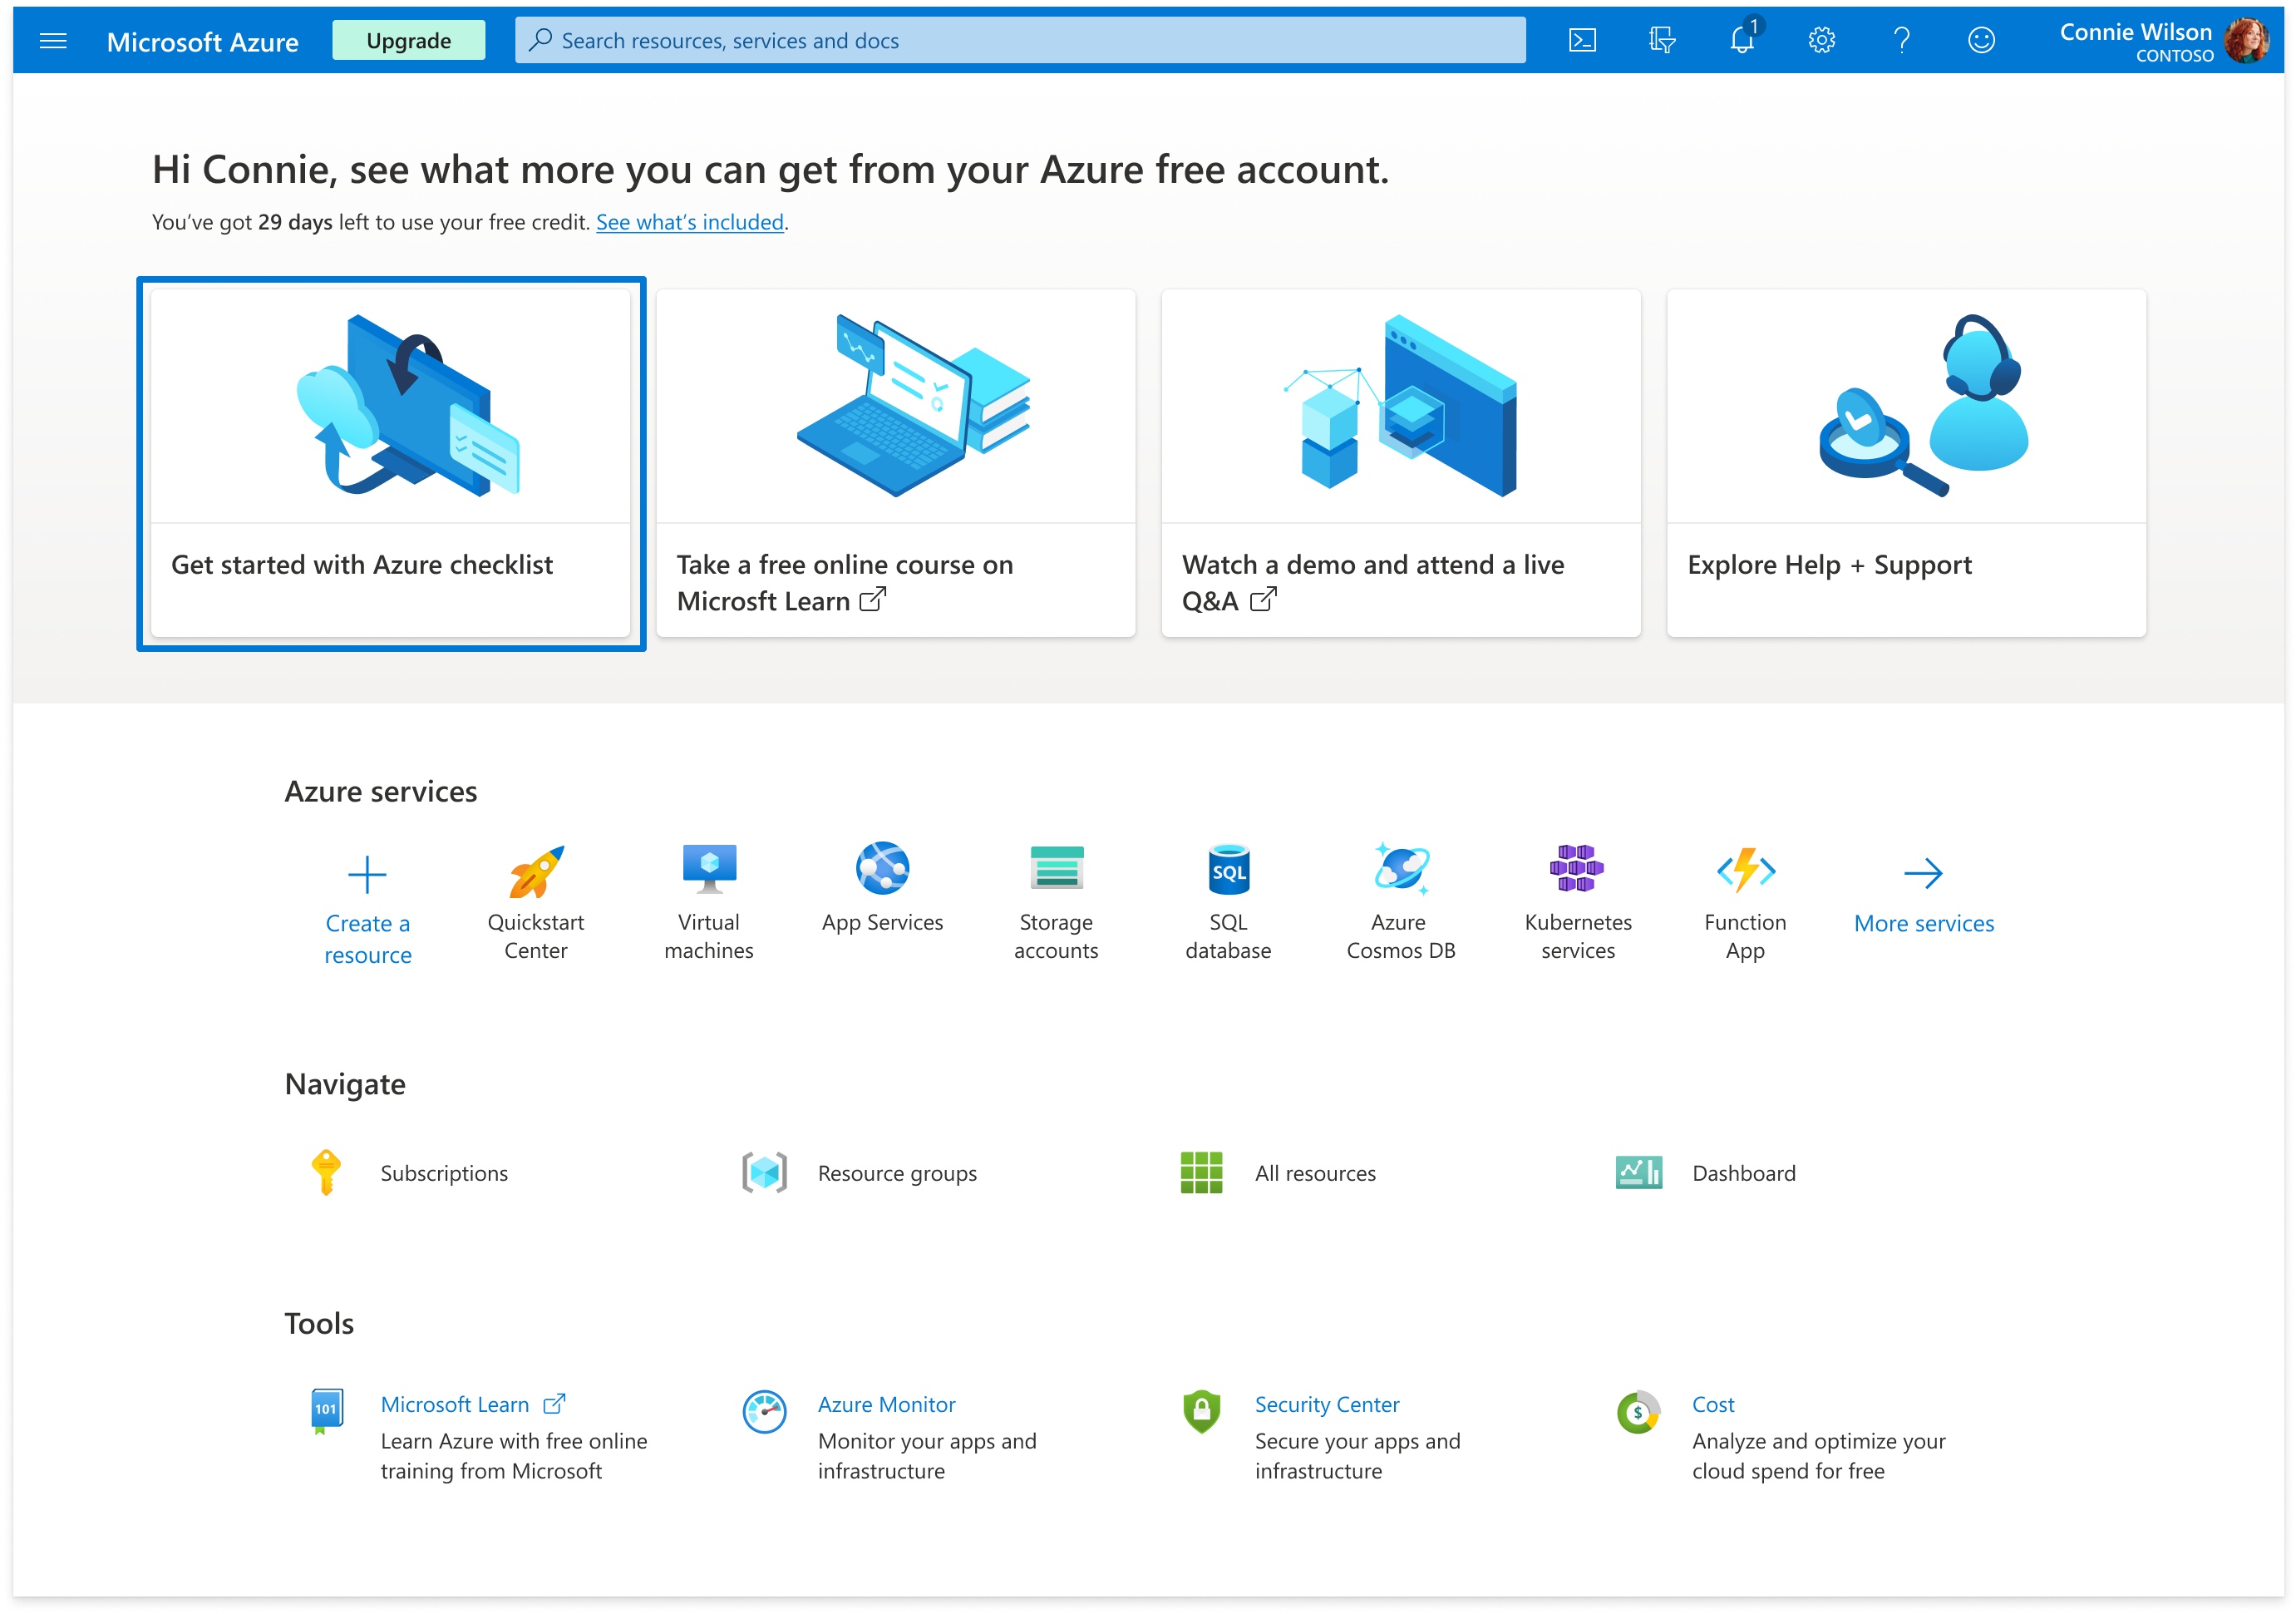 Microsoft Azure
Upgrade
Search resources, services and docs
1
Connie Wilson
CONTOSO
Hi Connie, see what more you can get from your Azure free account.
You’ve got 29 days left to use your free credit. See what’s included.
Get started with Azure checklist
Take a free online course on
Microsft Learn
Watch a demo and attend a live
Q&A
Explore Help + Support
Azure services
Create a
resource
Quickstart
Center
Virtual
machines
App Services
Storage
accounts
SQL
SQL
database
Azure
Cosmos DB
Kubernetes
services
Function
App
More services
Navigate
Subscriptions
Resource groups
All resources
Dashboard
Tools
101
Microsoft Learn
Learn Azure with free online
training from Microsoft
Azure Monitor
Monitor your apps and
infrastructure
Security Center
Secure your apps and
infrastructure
$
Cost
Analyze and optimize your
cloud spend for free